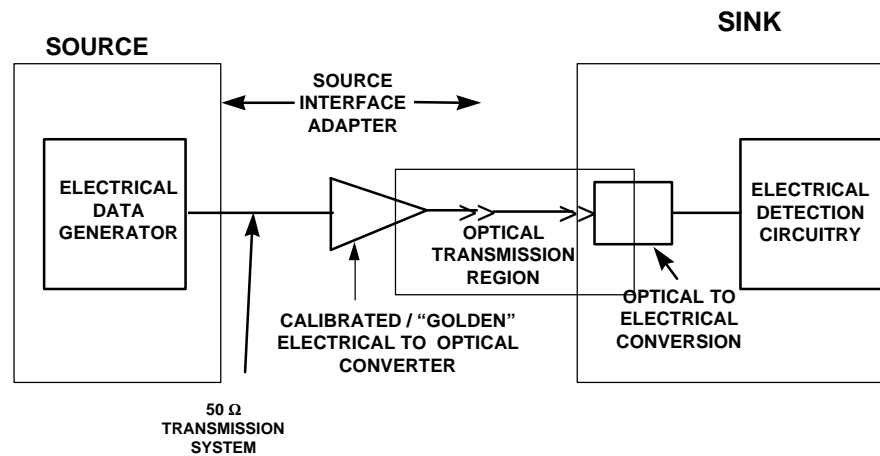 SOURCE
SINK
SOURCE
INTERFACE
ADAPTER
ELECTRICAL
DATA
GENERATOR
ELECTRICAL
DETECTION
CIRCUITRY
OPTICAL
TRANSMISSION
REGION
OPTICAL TO
ELECTRICAL
CONVERSION
CALIBRATED / “GOLDEN”
ELECTRICAL TO OPTICAL
CONVERTER
50 Ω
TRANSMISSION
SYSTEM